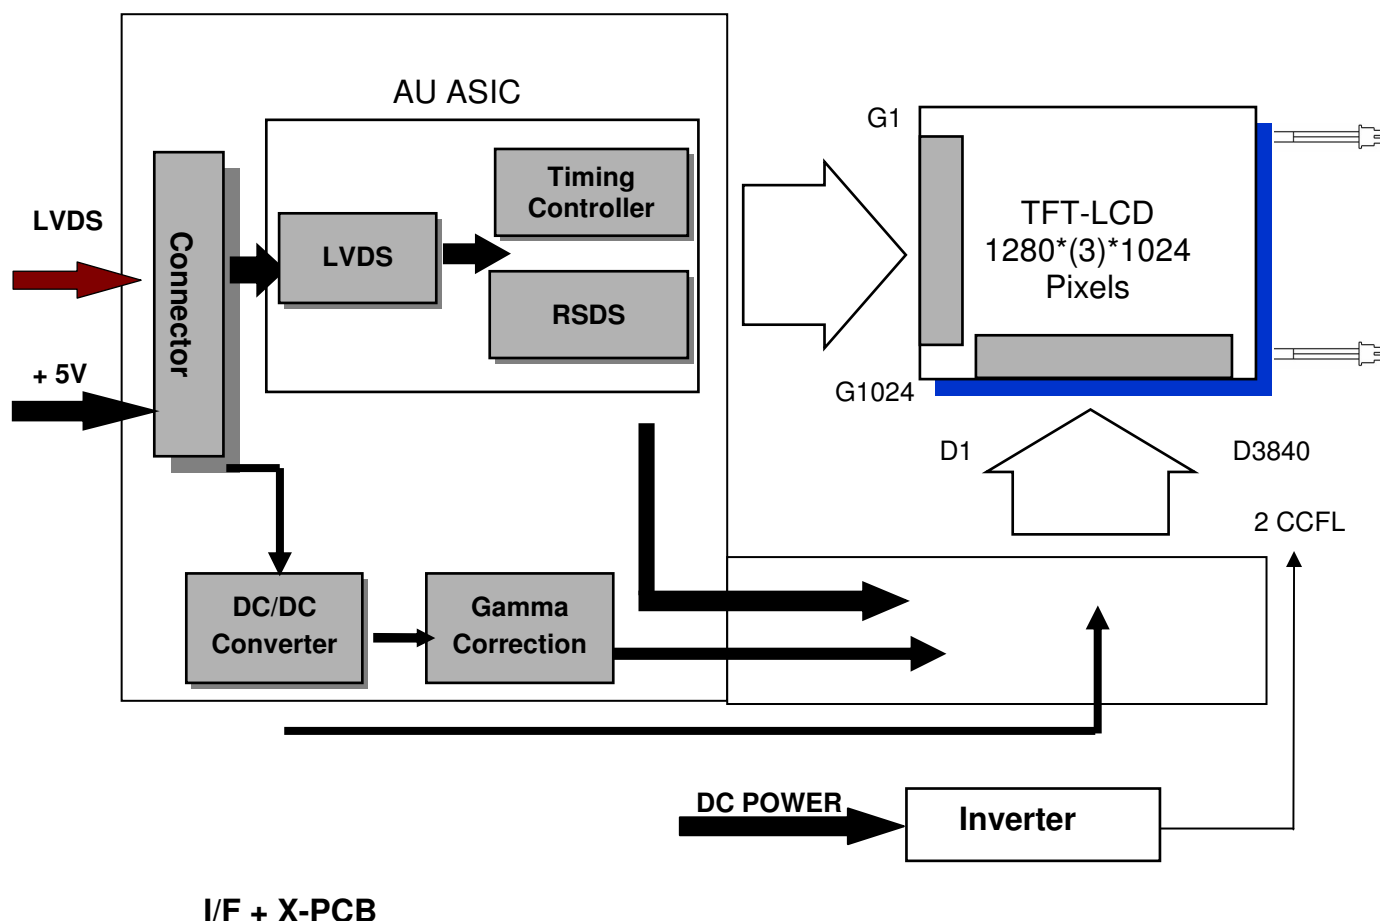 AU ASIC
G1
Timing
Controller
LVDS
Connector
LVDS
TFT-LCD
1280*(3)*1024
Pixels
RSDS
+ 5V
G1024
D1
D3840
2 CCFL
DC/DC
Converter
Gamma
Correction
DC POWER
Inverter
I/F + X-PCB